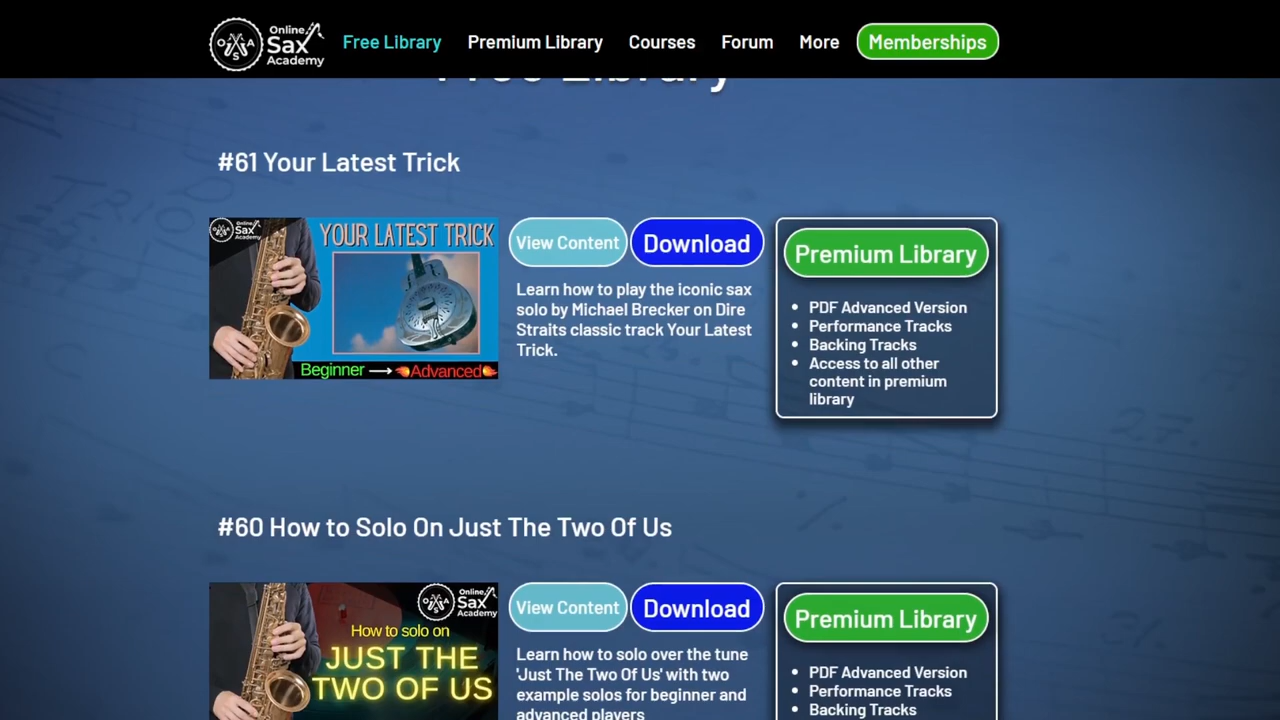 Online
Sax
Academy
O
A
S
Free Library
Premium Library
Courses
Forum
More
Memberships
Free Library
#61 Your Latest Trick
Online
Sax
Academy
YOUR LATEST TRICK
Beginner
Advanced
View Content
Download
Learn how to play the iconic sax
solo by Michael Brecker on Dire
Straits classic track Your Latest
Trick.
Premium Library
• PDF Advanced Version
• Performance Tracks
• Backing Tracks
• Access to all other
content in premium
library
#60 How to Solo On Just The Two Of Us
O
A
S
Online
Sax
Academy
How to solo on
JUST THE
TWO OF US
View Content
Download
Learn how to solo over the tune
'Just The Two Of Us' with two
example solos for beginner and
advanced players
Premium Library
• PDF Advanced Version
• Performance Tracks
• Backing Tracks